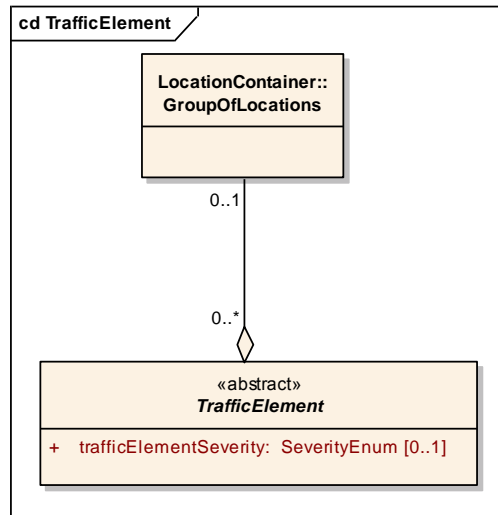 cd TrafficElement
LocationContainer::
GroupOfLocations
0..1
0..*
«abstract»
TrafficElement
+ trafficElementSeverity: SeverityEnum [0..1]